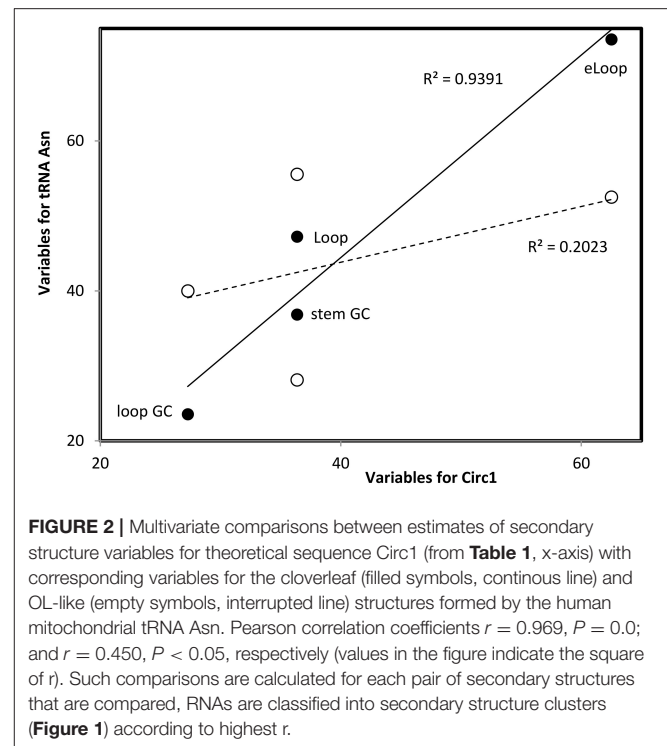 Variables for tRNA Asn
60
40
20
R² = 0.9391
eLoop
Loop
R² = 0.2023
stem GC
loop GC
20
40
60
Variables for Circ1
FIGURE 2 | Multivariate comparisons between estimates of secondary
structure variables for theoretical sequence Circ1 (from Table 1, x-axis) with
corresponding variables for the cloverleaf (filled symbols, continous line) and
OL-like (empty symbols, interrupted line) structures formed by the human
mitochondrial tRNA Asn. Pearson correlation coefficients r = 0.969, P = 0.0;
and r = 0.450, P < 0.05, respectively (values in the figure indicate the square
of r). Such comparisons are calculated for each pair of secondary structures
that are compared, RNAs are classified into secondary structure clusters
(Figure 1) according to highest r.